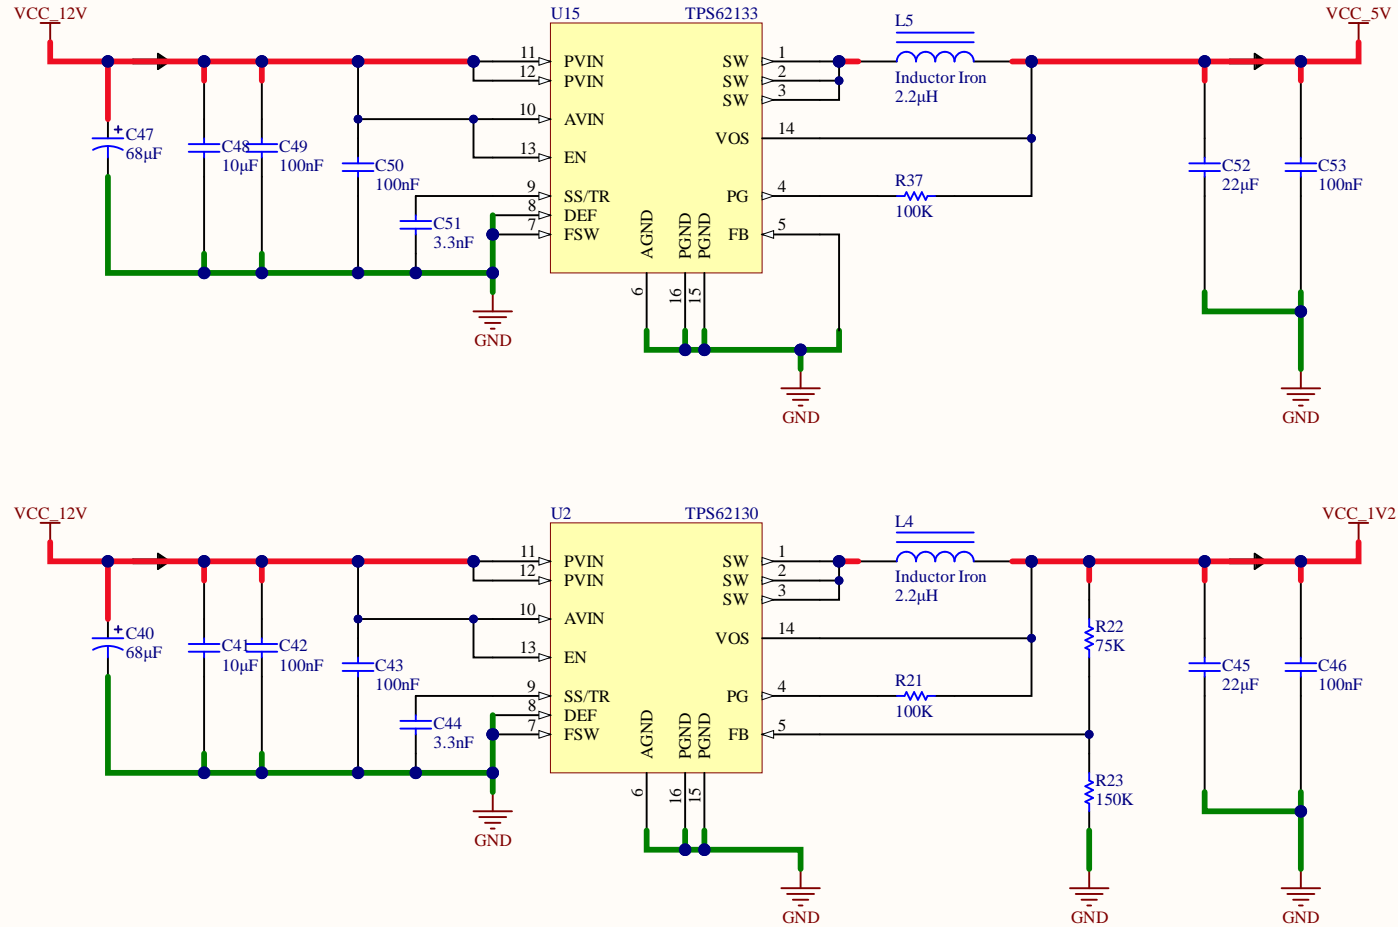 VCC_12V
U15
TPS62133
L5
VCC_5V
11
PVIN
12
PVIN
10
AVIN
13
EN
9
SS/TR
8
DEF
7
FSW
SW
1
SW
2
SW
3
VOS
14
PG
4
FB
5
AGND
PGND
PGND
6
16
15
Inductor Iron
2.2µH
R37
100K
C47
68µF
C48
10µF
C49
100nF
C50
100nF
C51
3.3nF
C52
22µF
C53
100nF
GND
GND
GND
VCC_12V
U2
TPS62130
L4
VCC_1V2
11
PVIN
12
PVIN
10
AVIN
13
EN
9
SS/TR
8
DEF
7
FSW
SW
1
SW
2
SW
3
VOS
14
PG
4
FB
5
AGND
PGND
PGND
6
16
15
Inductor Iron
2.2µH
R21
100K
R22
75K
R23
150K
C40
68µF
C41
10µF
C42
100nF
C43
100nF
C44
3.3nF
C45
22µF
C46
100nF
GND
GND
GND
GND